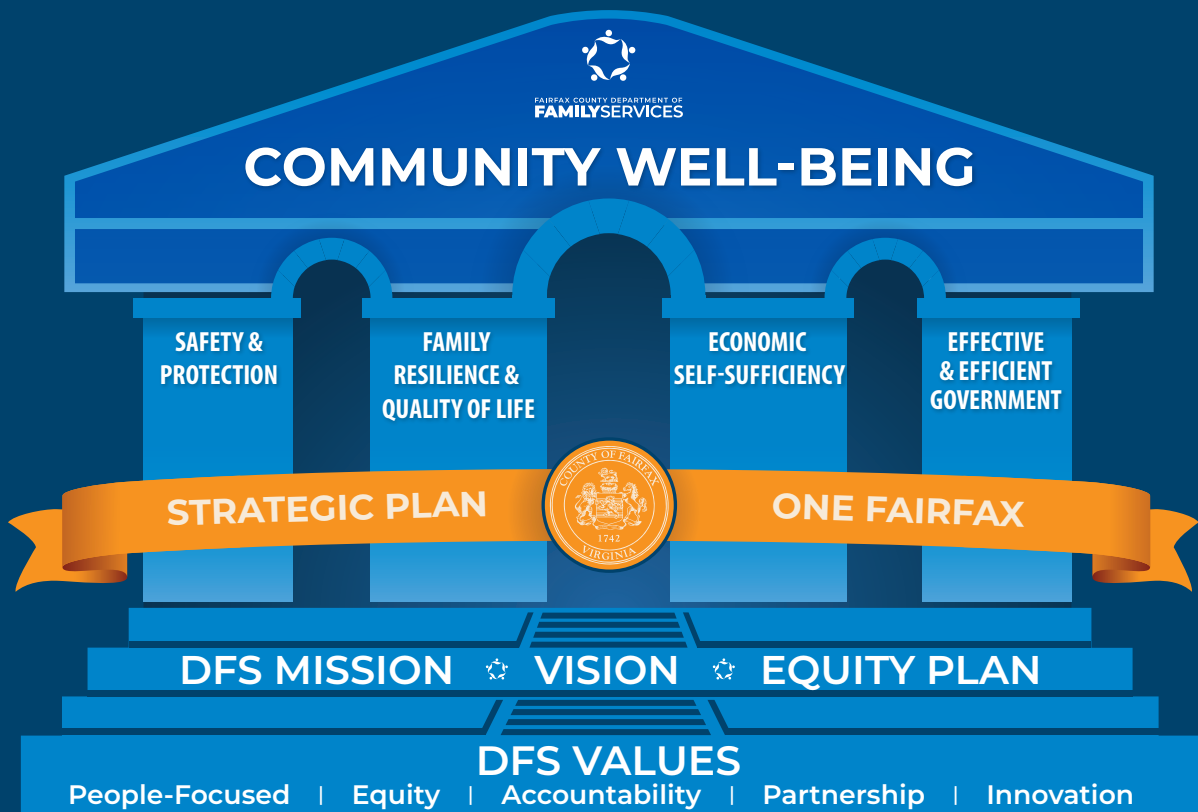 FAIRFAX COUNTY DEPARTMENT OF
FAMILYSERVICES
COMMUNITY WELL-BEING
SAFETY &
PROTECTION
FAMILY
RESILIENCE &
QUALITY OF LIFE
ECONOMIC
SELF-SUFFICIENCY
EFFECTIVE
& EFFICIENT
GOVERNMENT
STRATEGIC PLAN
COUNTY OF FAIRFAX
1742
VIRGINIA
ONE FAIRFAX
DFS MISSION VISION EQUITY PLAN
DFS VALUES
People-Focused | Equity | Accountability | Partnership | Innovation